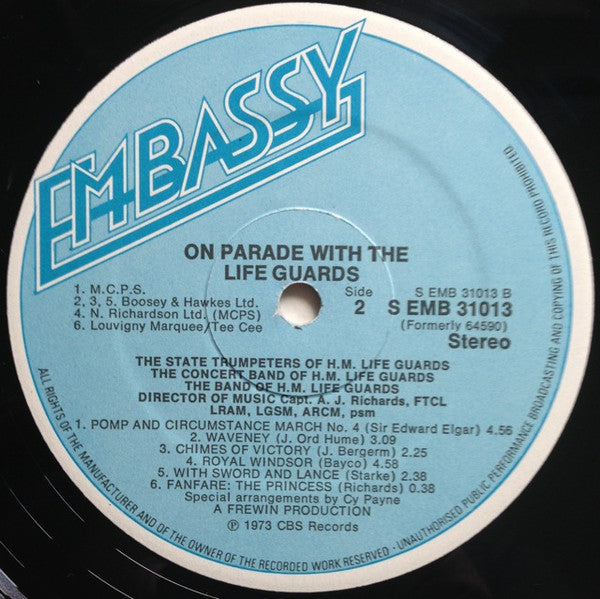 EMBASSY
ON PARADE WITH THE
LIFE GUARDS
1. M.C.P.S.
2, 3, 5. Boosey & Hawkes Ltd.
4. N. Richardson Ltd. (MCPS)
6. Louvigny Marquee/Tee Cee
Side
2
S EMB 31013 B
S EMB 31013
(Formerly 64590)
Stereo
THE STATE TRUMPETERS OF H.M. LIFE GUARDS
THE CONCERT BAND OF H.M. LIFE GUARDS
THE BAND OF H.M. LIFE GUARDS
DIRECTOR OF MUSIC Capt. A. J. Richards, FTCL
LRAM, LGSM, ARCM, psm
1. POMP AND CIRCUMSTANCE MARCH No. 4 (Sir Edward Elgar) 4.56
2. WAVENEY (J. Ord Hume) 3.09
3. CHIMES OF VICTORY (J. Bergerm) 2.25
4. ROYAL WINDSOR (Bayco) 4.58
5. WITH SWORD AND LANCE (Starke) 2.38
6. FANFARE: THE PRINCESS (Richards) 0.38
Special arrangements by Cy Payne
A FREWIN PRODUCTION
℗ 1973 CBS Records
ALL RIGHTS OF THE MANUFACTURER AND OF THE OWNER OF THE RECORDED WORK RESERVED - UNAUTHORISED PUBLIC PERFORMANCE BROADCASTING AND COPYING OF THIS RECORD PROHIBITED